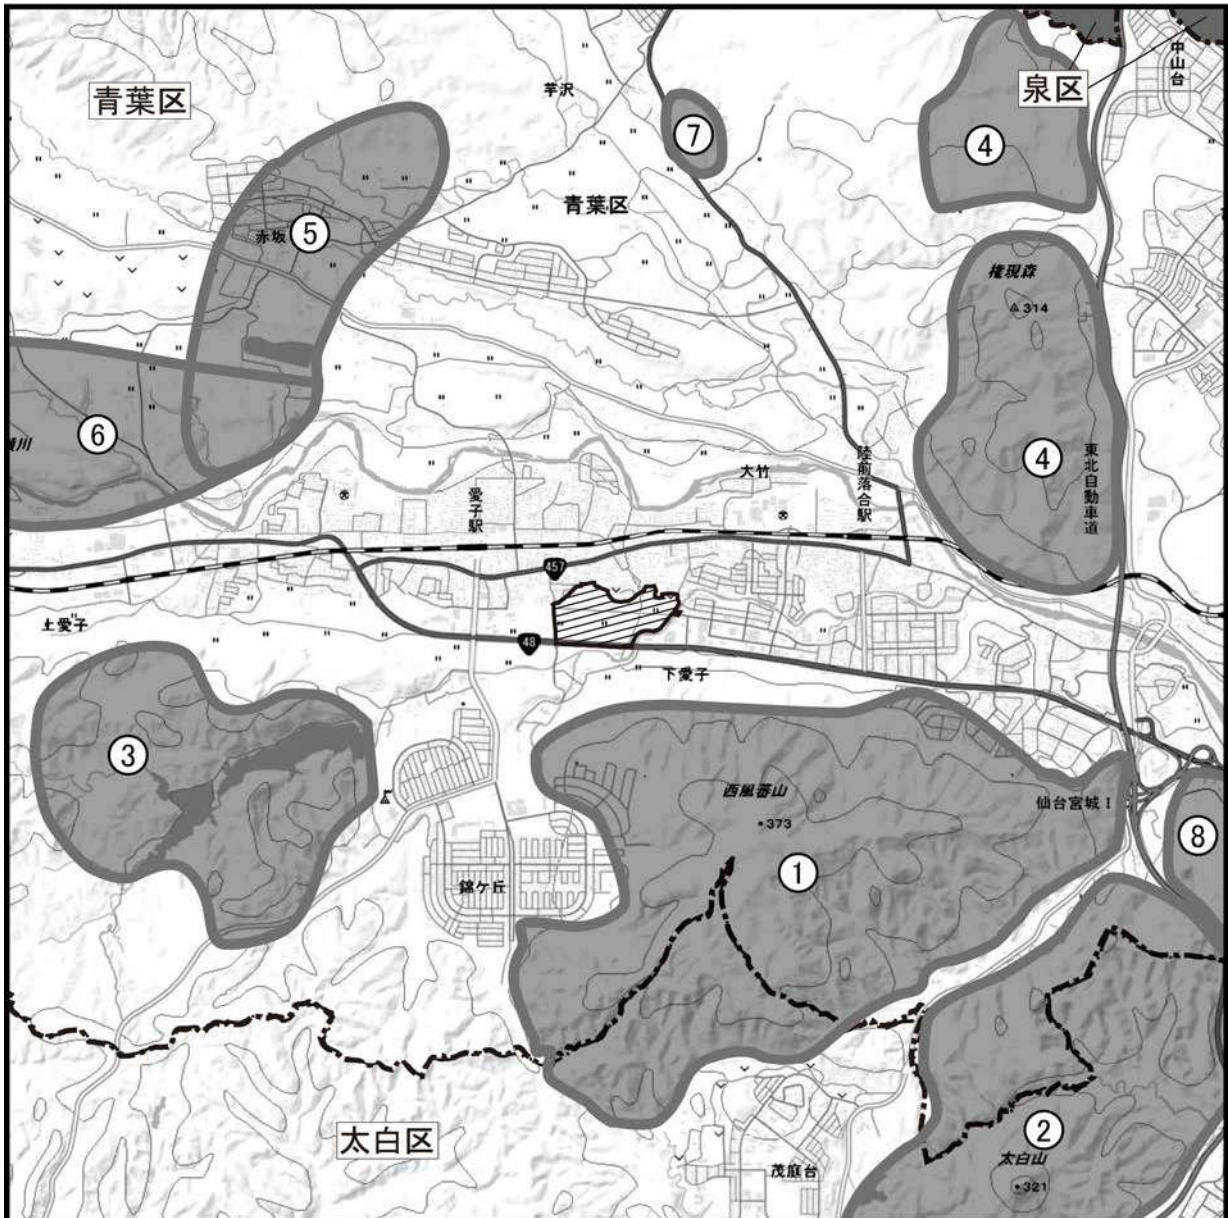 泉区
中山台
芋沢
青葉区
⑦
④
青葉区
赤坂
⑤
権現森
314
⑥
④
東北自動車道
大竹
陸前落合駅
愛子駅
457
上愛子
48
下愛子
③
西風蕃山
373
仙台宮城I
⑧
①
錦ケ丘
②
太白区
茂庭台
太白山
321